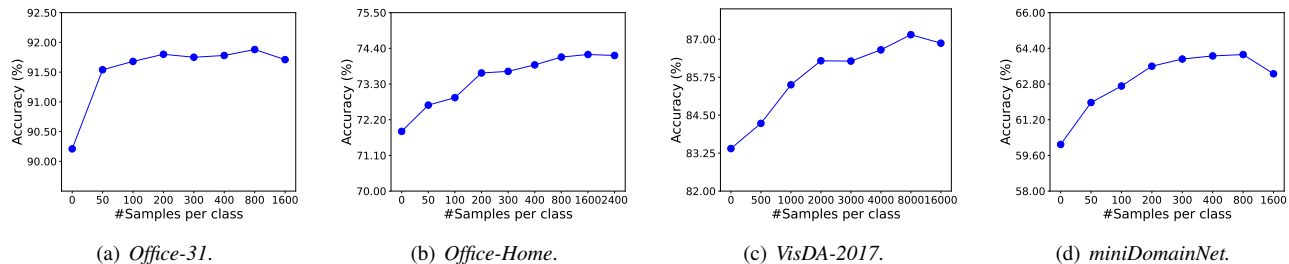 92.50
92.00
91.50
91.00
90.50
90.00
Accuracy (%)
0 50 100 200 300 400 800 1600
#Samples per class
(a) Office-31.
75.50
74.40
73.30
72.20
71.10
70.00
Accuracy (%)
0 50 100 200 300 400 800 1600 2400
#Samples per class
(b) Office-Home.
87.00
85.75
84.50
83.25
82.00
Accuracy (%)
0 500 1000 2000 3000 4000 8000 16000
#Samples per class
(c) VisDA-2017.
66.00
64.40
62.80
61.20
59.60
58.00
Accuracy (%)
0 50 100 200 300 400 800 1600
#Samples per class
(d) miniDomainNet.